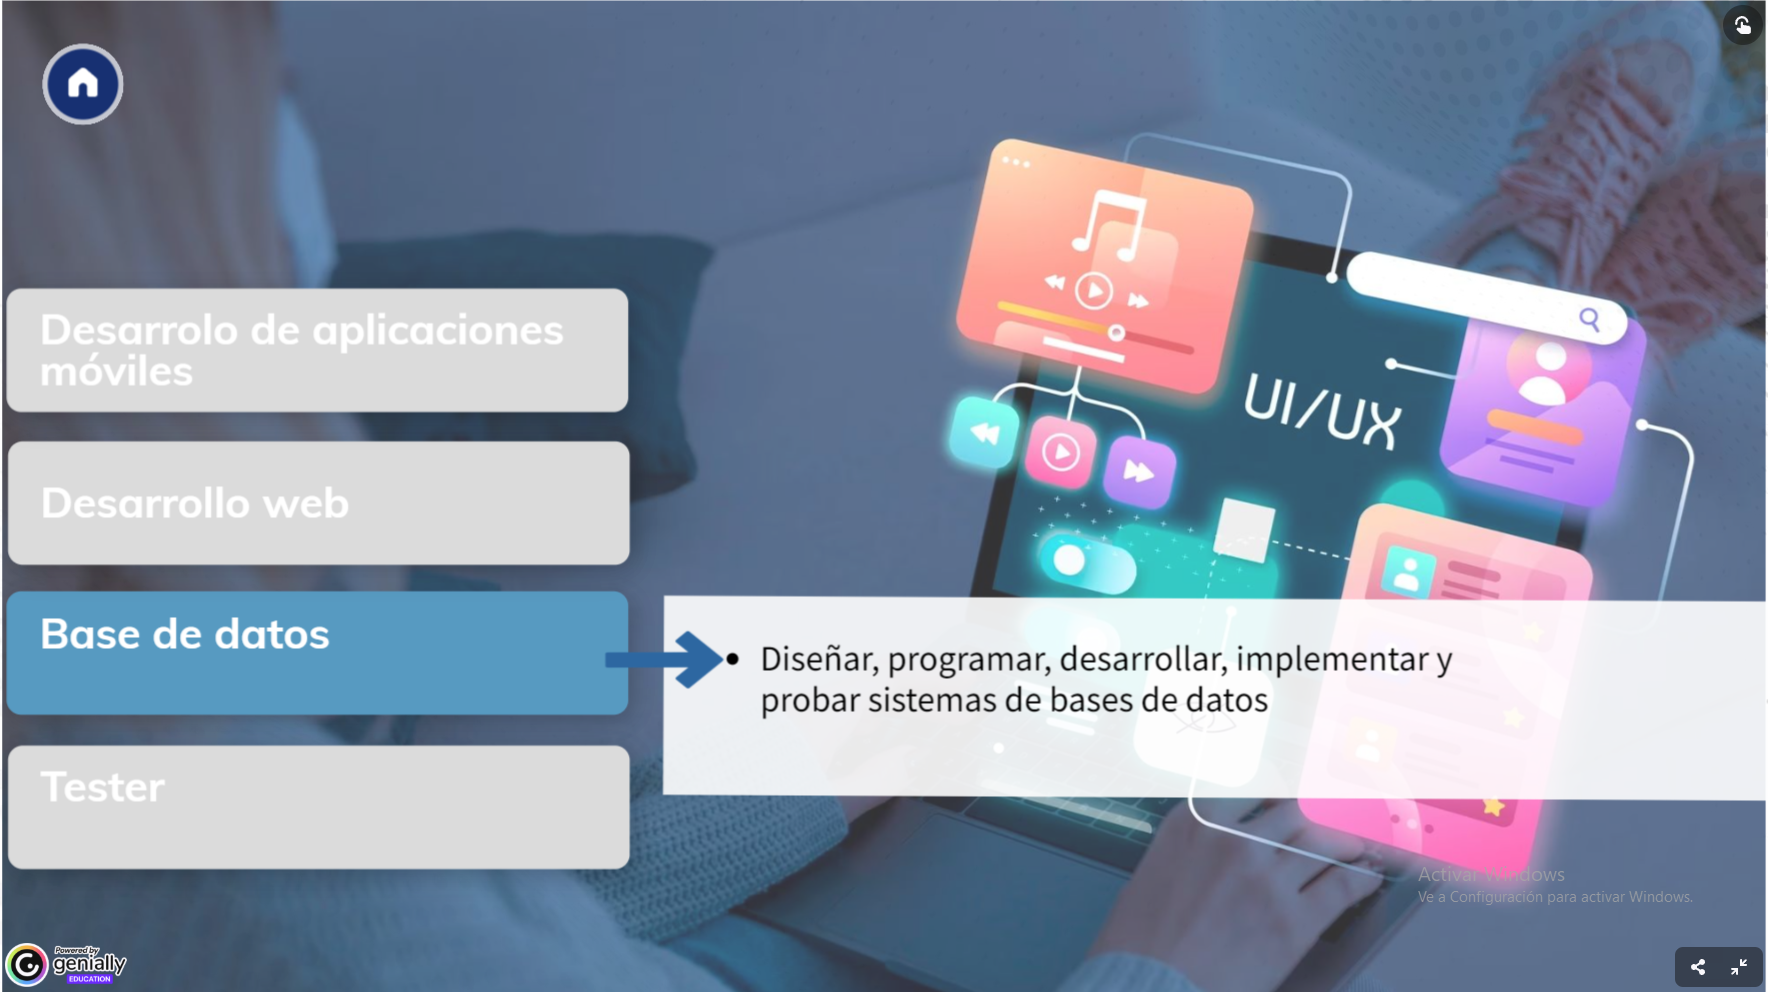 Desarrolo de aplicaciones
móviles
Desarrollo web
Base de datos
Tester
• Diseñar, programar, desarrollar, implementar y
probar sistemas de bases de datos
UI/UX
Activar Windows
Ve a Configuración para activar Windows.
Powered by
genially
EDUCATION